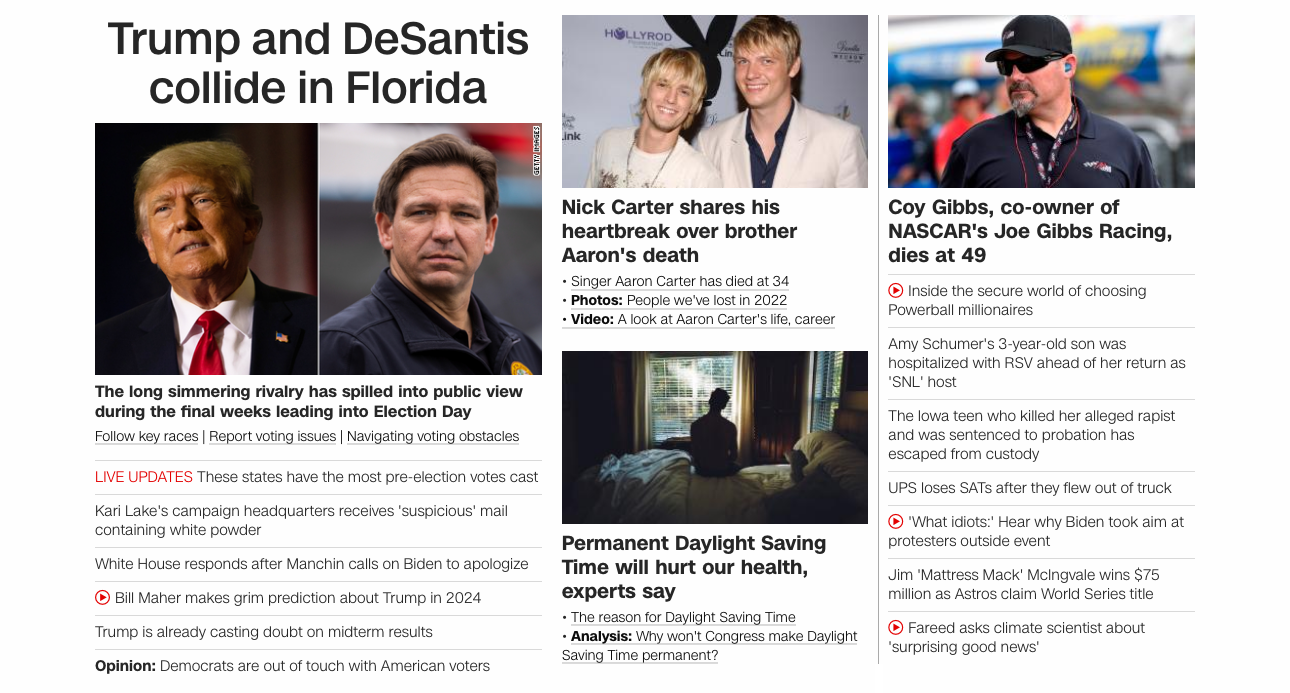 Trump and DeSantis
collide in Florida
GETTY IMAGES
The long simmering rivalry has spilled into public view
during the final weeks leading into Election Day
Follow key races | Report voting issues | Navigating voting obstacles
LIVE UPDATES These states have the most pre-election votes cast
Kari Lake's campaign headquarters receives 'suspicious' mail
containing white powder
White House responds after Manchin calls on Biden to apologize
Bill Maher makes grim prediction about Trump in 2024
Trump is already casting doubt on midterm results
Opinion: Democrats are out of touch with American voters
HOLLYROD
Link
Nick Carter shares his
heartbreak over brother
Aaron's death
• Singer Aaron Carter has died at 34
• Photos: People we've lost in 2022
• Video: A look at Aaron Carter's life, career
Permanent Daylight Saving
Time will hurt our health,
experts say
• The reason for Daylight Saving Time
• Analysis: Why won't Congress make Daylight
Saving Time permanent?
Coy Gibbs, co-owner of
NASCAR's Joe Gibbs Racing,
dies at 49
Inside the secure world of choosing
Powerball millionaires
Amy Schumer's 3-year-old son was
hospitalized with RSV ahead of her return as
'SNL' host
The Iowa teen who killed her alleged rapist
and was sentenced to probation has
escaped from custody
UPS loses SATs after they flew out of truck
'What idiots:' Hear why Biden took aim at
protesters outside event
Jim 'Mattress Mack' McIngvale wins $75
million as Astros claim World Series title
Fareed asks climate scientist about
'surprising good news'